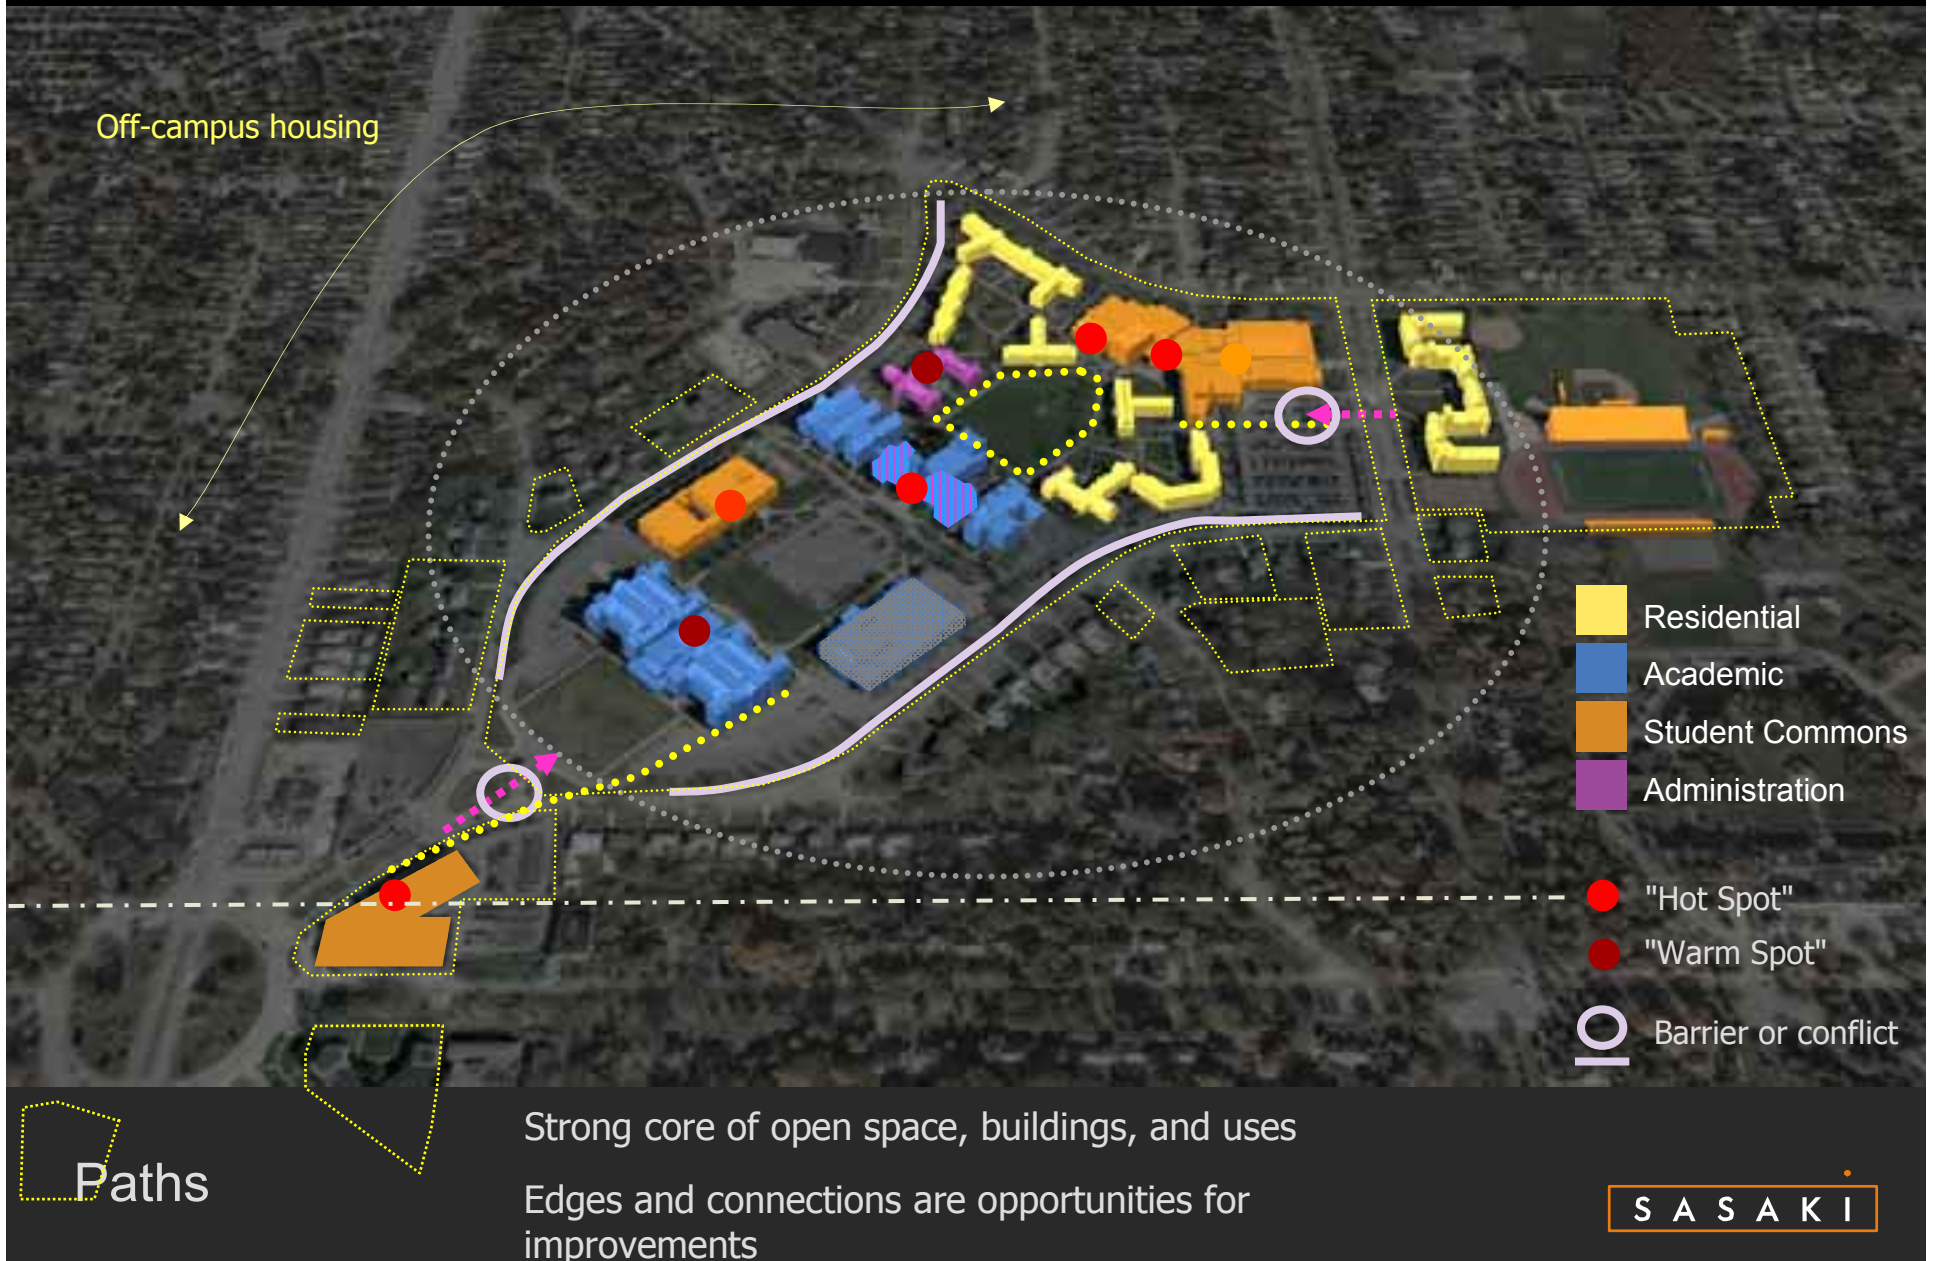 Off-campus housing
Residential
Academic
Student Commons
Administration
"Hot Spot"
"Warm Spot"
Barrier or conflict
Paths
Strong core of open space, buildings, and uses
Edges and connections are opportunities for
improvements
SASAKI